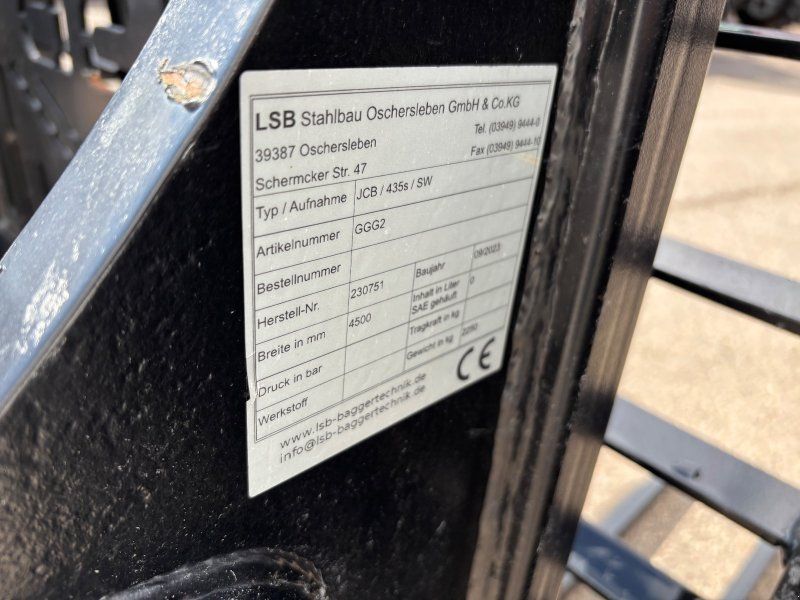 LSB Stahlbau Oschersleben GmbH & Co.KG
39387 Oschersleben Tel. (03949) 9444-0
Schermcker Str. 47 Fax (03949) 9444-10
Typ / Aufnahme JCB / 435s / SW
Artikelnummer GGG2
Bestellnummer
Herstell-Nr. 230751 Baujahr 09/2023
Breite in mm 4500 Inhalt in Liter SAE gehäuft 0
Druck in bar Tragkraft in kg
Werkstoff Gewicht in kg 2250
CE
www.lsb-baggertechnik.de
info@lsb-baggertechnik.de